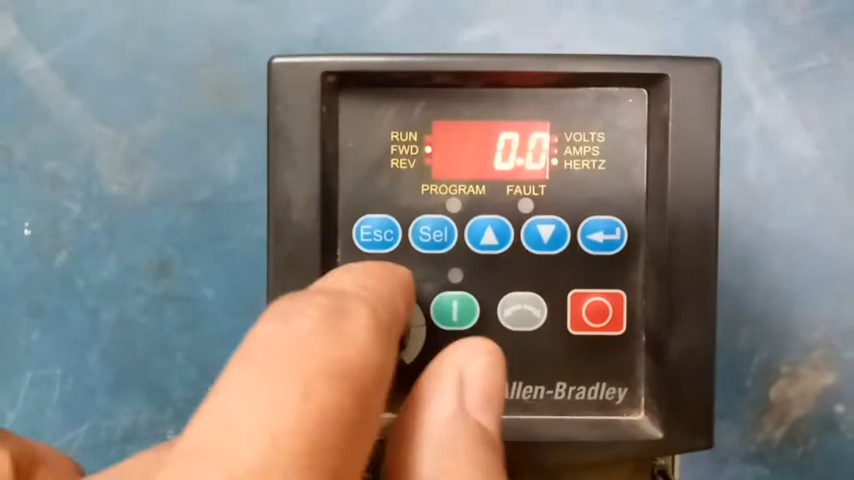 RUN
FWD
REV
0.0
VOLTS
AMPS
HERTZ
PROGRAM FAULT
Esc Sel
Allen-Bradley